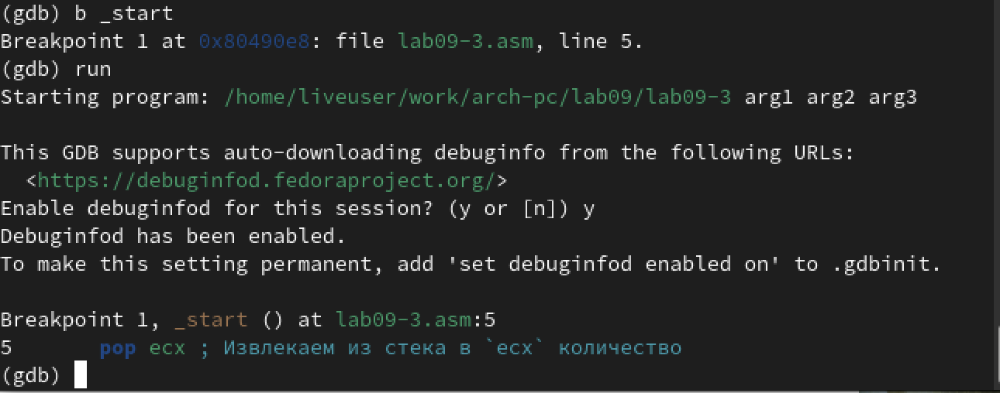 (gdb) b _start
Breakpoint 1 at 0x80490e8: file lab09-3.asm, line 5.
(gdb) run
Starting program: /home/liveuser/work/arch-pc/lab09/lab09-3 arg1 arg2 arg3
This GDB supports auto-downloading debuginfo from the following URLs:
  <https://debuginfod.fedoraproject.org/>
Enable debuginfod for this session? (y or [n]) y
Debuginfod has been enabled.
To make this setting permanent, add 'set debuginfod enabled on' to .gdbinit.
Breakpoint 1, _start () at lab09-3.asm:5
5       pop ecx ; Извлекаем из стека в `ecx` количество
(gdb)